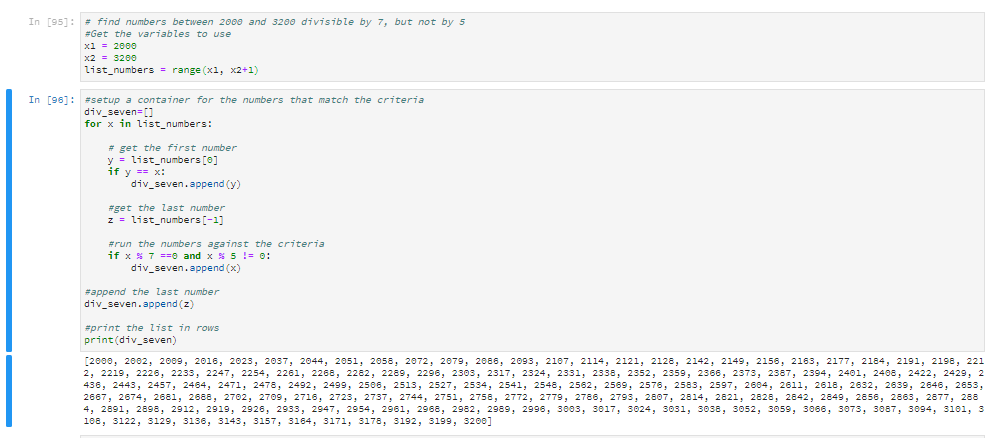 In [95]: # find numbers between 2000 and 3200 divisible by 7, but not by 5
#Get the variables to use
x1 = 2000
x2 = 3200
list_numbers = range(x1, x2+1)
In [96]: #setup a container for the numbers that match the criteria
div_seven=[]
for x in list_numbers:
# get the first number
y = list_numbers[0]
if y == x:
div_seven.append(y)
#get the last number
z = list_numbers[-1]
#run the numbers against the criteria
if x % 7 ==0 and x % 5 != 0:
div_seven.append(x)
#append the last number
div_seven.append(z)
#print the list in rows
print(div_seven)
[2000, 2002, 2009, 2016, 2023, 2037, 2044, 2051, 2058, 2072, 2079, 2086, 2093, 2107, 2114, 2121, 2128, 2142, 2149, 2156, 2163, 2177, 2184, 2191, 2198, 221
2, 2219, 2226, 2233, 2247, 2254, 2261, 2268, 2282, 2289, 2296, 2303, 2317, 2324, 2331, 2338, 2352, 2359, 2366, 2373, 2387, 2394, 2401, 2408, 2422, 2429, 2
436, 2443, 2457, 2464, 2471, 2478, 2492, 2499, 2506, 2513, 2527, 2534, 2541, 2548, 2562, 2569, 2576, 2583, 2597, 2604, 2611, 2618, 2632, 2639, 2646, 2653,
2667, 2674, 2681, 2688, 2702, 2709, 2716, 2723, 2737, 2744, 2751, 2758, 2772, 2779, 2786, 2793, 2807, 2814, 2821, 2828, 2842, 2849, 2856, 2863, 2877, 288
4, 2891, 2898, 2912, 2919, 2926, 2933, 2947, 2954, 2961, 2968, 2982, 2989, 2996, 3003, 3017, 3024, 3031, 3038, 3052, 3059, 3066, 3073, 3087, 3094, 3101, 3
108, 3122, 3129, 3136, 3143, 3157, 3164, 3171, 3178, 3192, 3199, 3200]